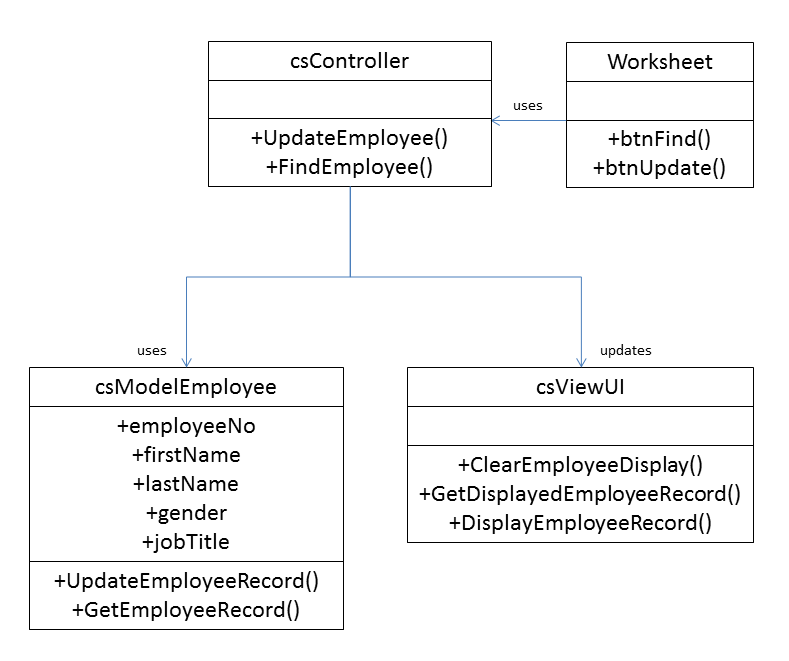 csController
+UpdateEmployee()
+FindEmployee()
Worksheet
+btnFind()
+btnUpdate()
uses
uses
updates
csModelEmployee
+employeeNo
+firstName
+lastName
+gender
+jobTitle
+UpdateEmployeeRecord()
+GetEmployeeRecord()
csViewUI
+ClearEmployeeDisplay()
+GetDisplayedEmployeeRecord()
+DisplayEmployeeRecord()